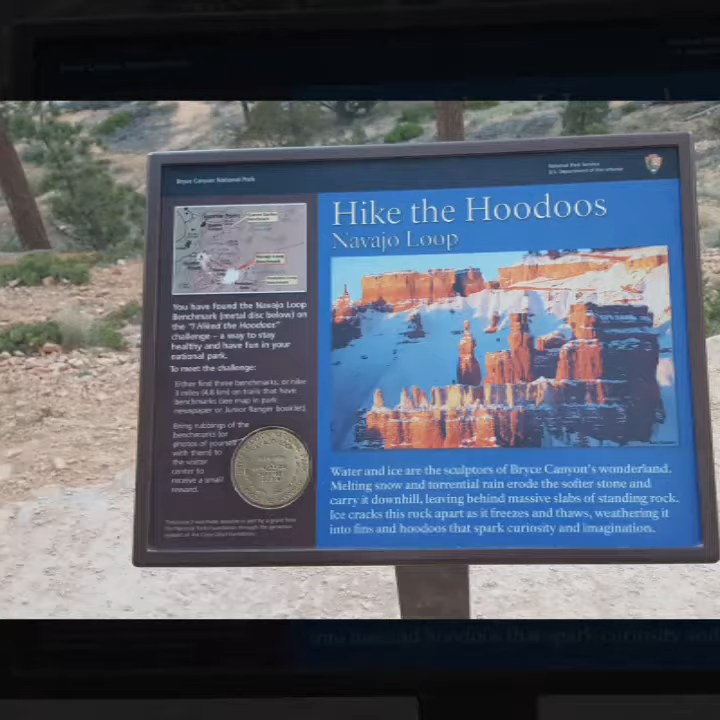 Bryce Canyon National Park
National Park Service
U.S. Department of the Interior
Hike the Hoodoos
Navajo Loop
You have found the Navajo Loop
Benchmark (metal disc below) on
the "I Hiked the Hoodoos"
challenge – a way to stay
healthy and have fun in your
national park.
To meet the challenge:
Either find three benchmarks, or hike
3 miles (4.8 km) on trails that have
benchmarks (see map in park
newspaper or Junior Ranger booklet).
Bring rubbings of the
benchmarks (or
photos of yourself
with them) to
the visitor
center to
receive a small
reward.
Water and ice are the sculptors of Bryce Canyon's wonderland.
Melting snow and torrential rain erode the softer stone and
carry it downhill, leaving behind massive slabs of standing rock.
Ice cracks this rock apart as it freezes and thaws, weathering it
into fins and hoodoos that spark curiosity and imagination.